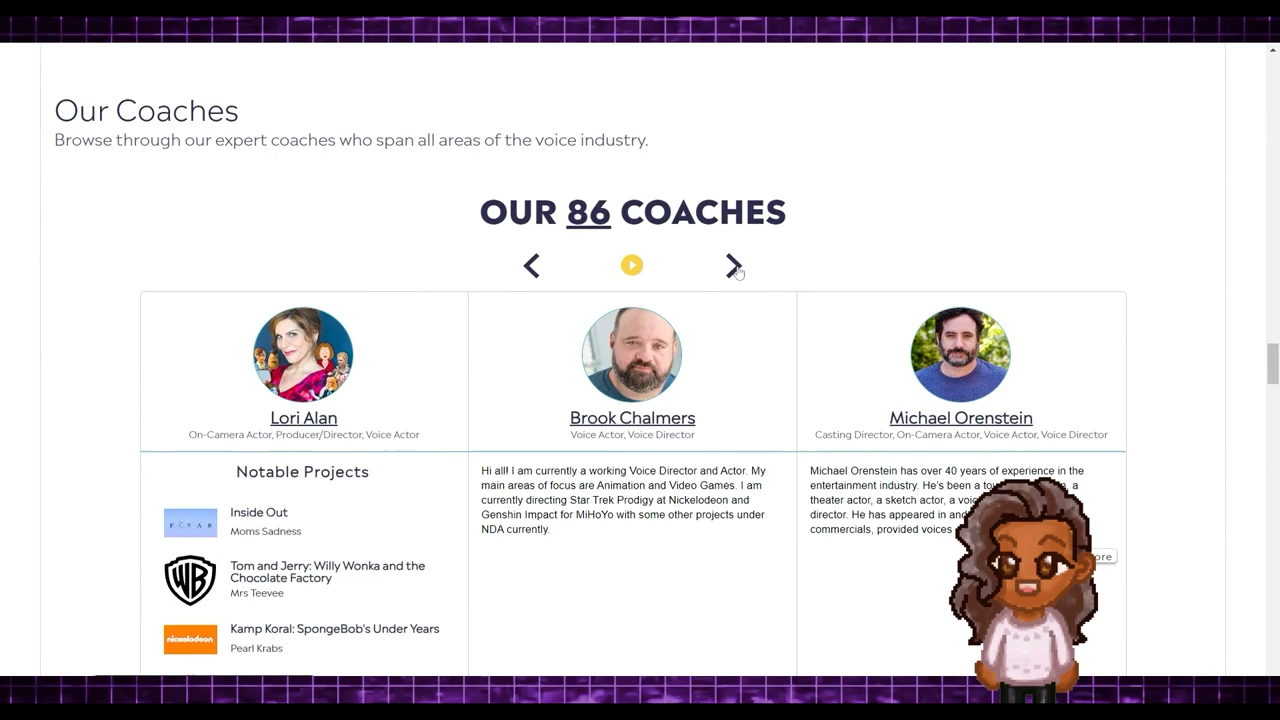 Our Coaches
Browse through our expert coaches who span all areas of the voice industry.
OUR 86 COACHES
Lori Alan
On-Camera Actor, Producer/Director, Voice Actor
Notable Projects
PIXAR
Inside Out
Moms Sadness
WB
Tom and Jerry: Willy Wonka and the
Chocolate Factory
Mrs Teevee
nickelodeon
Kamp Koral: SpongeBob's Under Years
Pearl Krabs
Brook Chalmers
Voice Actor, Voice Director
Hi all! I am currently a working Voice Director and Actor. My
main areas of focus are Animation and Video Games. I am
currently directing Star Trek Prodigy at Nickelodeon and
Genshin Impact for MiHoYo with some other projects under
NDA currently.
Michael Orenstein
Casting Director, On-Camera Actor, Voice Actor, Voice Director
Michael Orenstein has over 40 years of experience in the
entertainment industry. He's been a a
theater actor, a sketch actor, a
director. He has appeared in
commercials, provided voices
ore